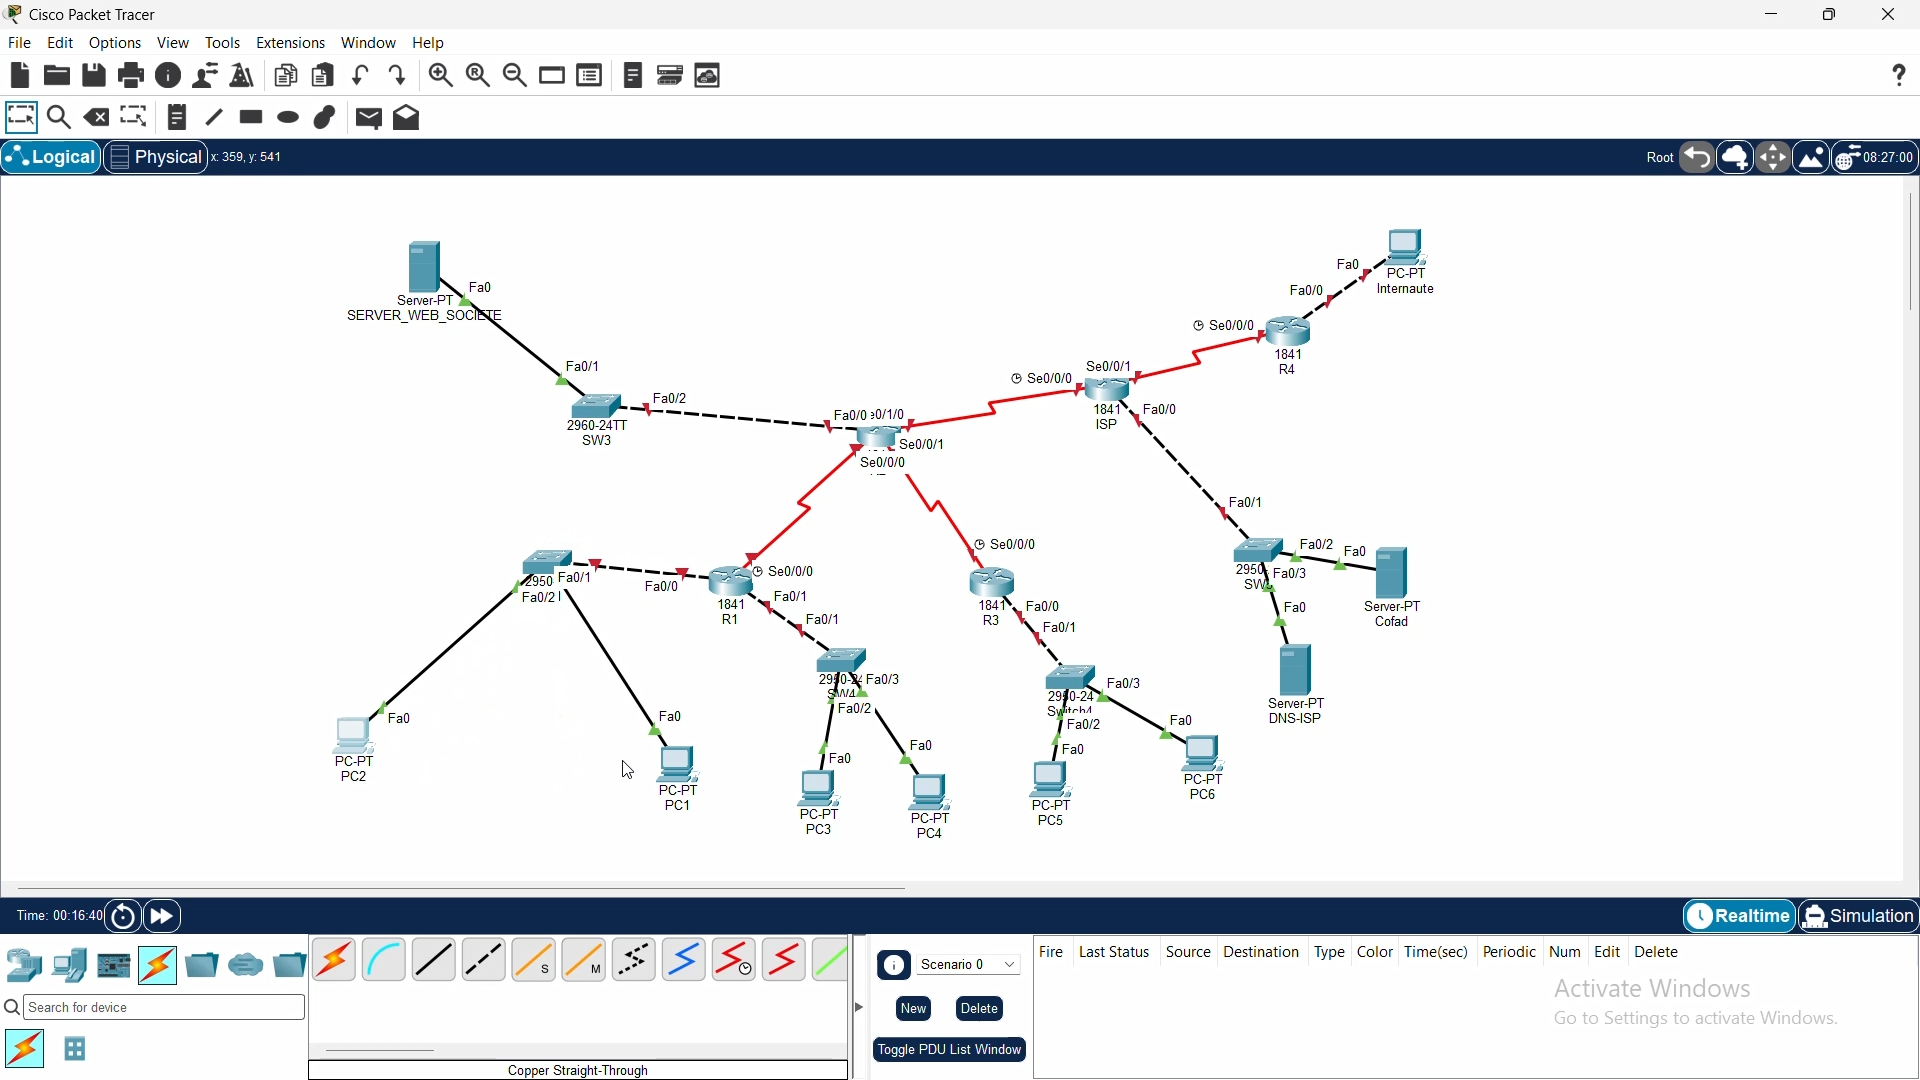 Cisco Packet Tracer
File Edit Options View Tools Extensions Window Help
Logical
Physical
x: 359, y: 541
Root
08:27:00
Fa0
Server-PT
SERVER_WEB_SOCIETE
Fa0/1
Fa0/2
2960-24TT
SW3
Fa0/0
Se0/0/1
Se0/0/0
Fa0
PC-PT
Internaute
Fa0/0
Se0/0/0
1841
R4
Se0/0/1
Se0/0/0
1841
ISP
Fa0/0
Fa0/1
Fa0/2
Fa0
Fa0/3
Server-PT
Cofad
Fa0
Server-PT
DNS-ISP
Fa0/1
Fa0/2
Fa0/0
Se0/0/0
1841
R1
Fa0/1
Fa0/1
Fa0/3
Fa0/2
Fa0
Fa0
Se0/0/0
1841
R3
Fa0/0
Fa0/1
Fa0/3
Switch4
Fa0/2
Fa0
Fa0
Fa0
PC-PT
PC2
Fa0
PC-PT
PC1
PC-PT
PC3
PC-PT
PC4
PC-PT
PC5
PC-PT
PC6
Time: 00:16:40
Realtime
Simulation
Search for device
S
M
Copper Straight-Through
Scenario 0
New
Delete
Toggle PDU List Window
Fire Last Status Source Destination Type Color Time(sec) Periodic Num Edit Delete
Activate Windows
Go to Settings to activate Windows.